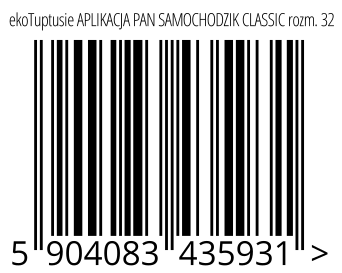 ekoTuptusie APLIKACJA PAN SAMOCHODZIK CLASSIC rozm. 32
5 904083 435931 >